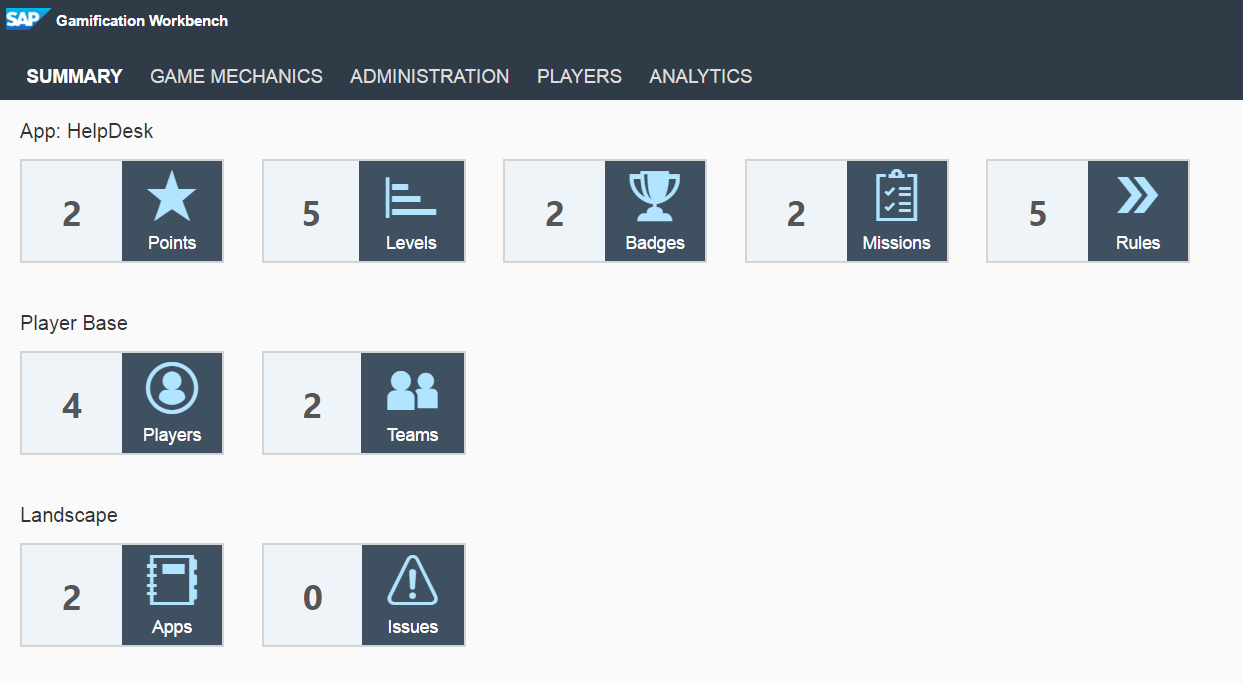 SAP Gamification Workbench
SUMMARY GAME MECHANICS ADMINISTRATION PLAYERS ANALYTICS
App: HelpDesk
2 Points 5 Levels 2 Badges 2 Missions 5 Rules
Player Base
4 Players 2 Teams
Landscape
2 Apps 0 Issues